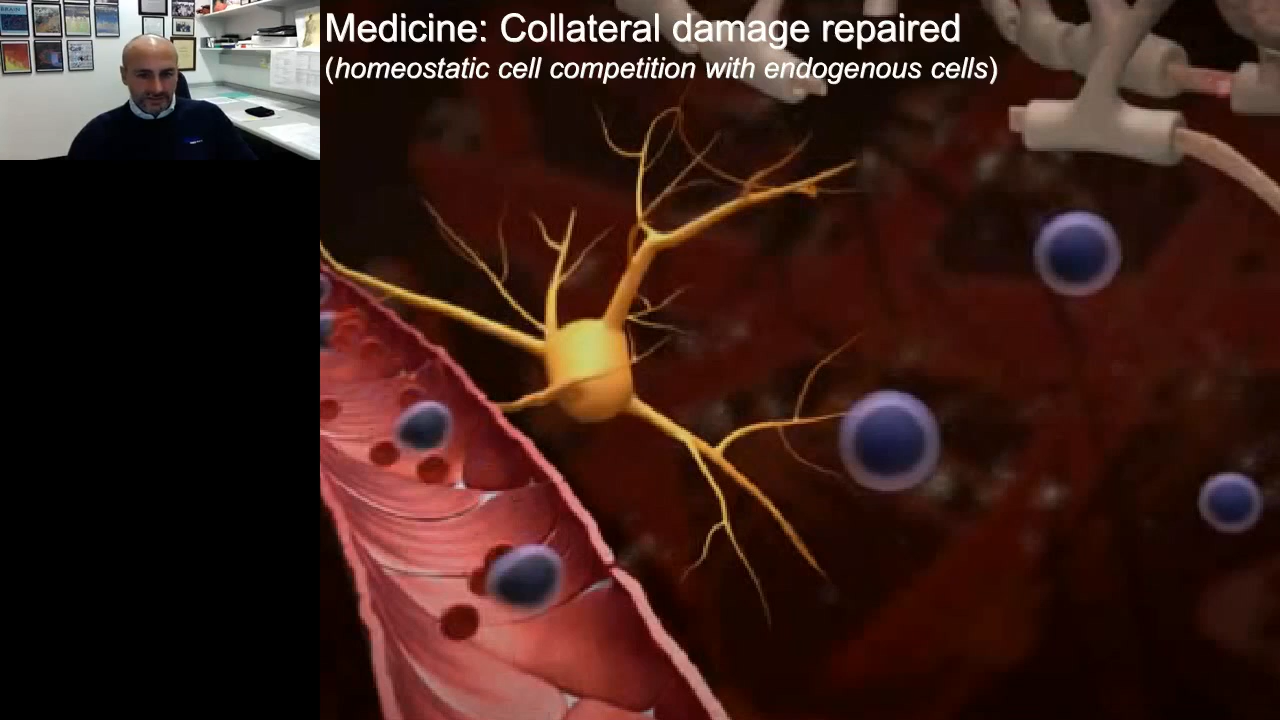 Medicine: Collateral damage repaired
(homeostatic cell competition with endogenous cells)